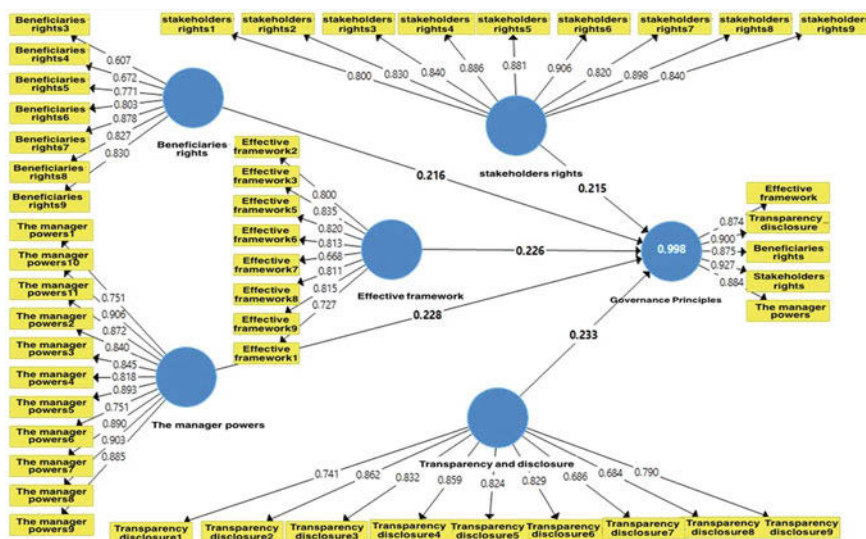 Beneficiaries
rights3
Beneficiaries
rights4
Beneficiaries
rights5
Beneficiaries
rights6
Beneficiaries
rights7
Beneficiaries
rights8
Beneficiaries
rights9
0.607
0.672
0.771
0.803
0.878
0.827
0.830
Beneficiaries
rights
stakeholders
rights1
stakeholders
rights2
stakeholders
rights3
stakeholders
rights4
stakeholders
rights5
stakeholders
rights6
stakeholders
rights7
stakeholders
rights8
stakeholders
rights9
0.800
0.830
0.840
0.886
0.881
0.906
0.820
0.898
0.840
stakeholders rights
Effective
framework2
Effective
framework3
Effective
framework5
Effective
framework6
Effective
framework7
Effective
framework8
Effective
framework9
Effective
framework1
0.800
0.835
0.820
0.813
0.668
0.811
0.815
0.727
Effective framework
0.216
0.215
0.226
0.228
0.233
0.998
Governance Principles
0.874
0.900
0.875
0.927
0.884
Effective
framework
Transparency
disclosure
Beneficiaries
rights
Stakeholders
rights
The manager
powers
The manager
powers1
The manager
powers10
The manager
powers11
The manager
powers2
The manager
powers3
The manager
powers4
The manager
powers5
The manager
powers6
The manager
powers7
The manager
powers8
The manager
powers9
0.751
0.906
0.872
0.840
0.845
0.818
0.893
0.751
0.890
0.903
0.885
The manager powers
Transparency and disclosure
0.741
0.862
0.832
0.859
0.824
0.829
0.686
0.684
0.790
Transparency
disclosure1
Transparency
disclosure2
Transparency
disclosure3
Transparency
disclosure4
Transparency
disclosure5
Transparency
disclosure6
Transparency
disclosure7
Transparency
disclosure8
Transparency
disclosure9